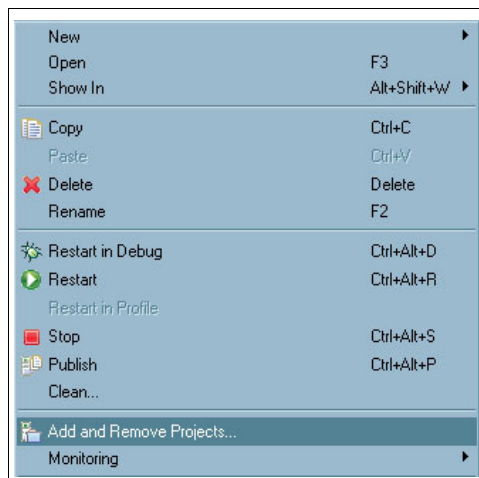 New
Open F3
Show In Alt+Shift+W
Copy Ctrl+C
Paste Ctrl+V
Delete Delete
Rename F2
Restart in Debug Ctrl+Alt+D
Restart Ctrl+Alt+R
Restart in Profile
Stop Ctrl+Alt+S
Publish Ctrl+Alt+P
Clean...
Add and Remove Projects...
Monitoring